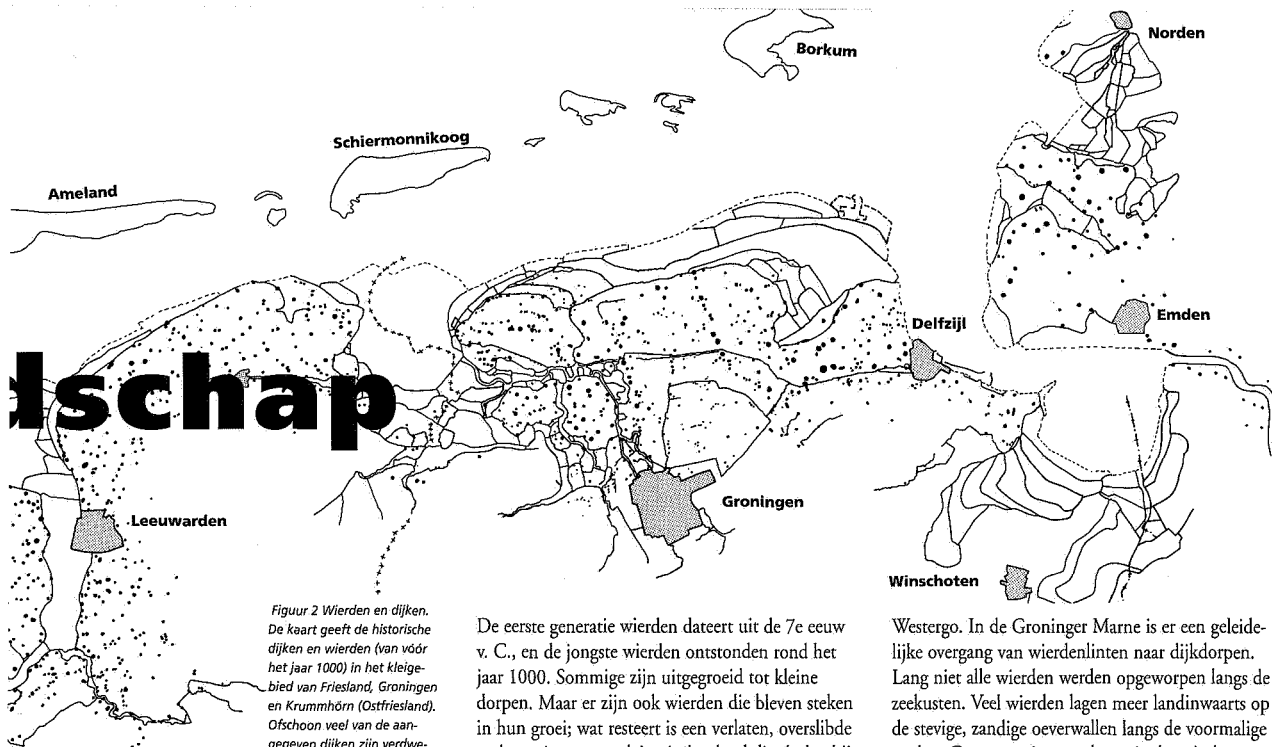 Borkum
Norden
Schiermonnikoog
Ameland
Delfzijl
Emden
dschap
Leeuwarden
Groningen
Winschoten
Figuur 2 Wierden en dijken.
De kaart geeft de historische
dijken en wierden (van vóór
het jaar 1000) in het kleige-
bied van Friesland, Groningen
en Krummhörn (Ostfriesland).
Ofschoon veel van de aan-
gegeven dijken zijn verdwe-
De eerste generatie wierden dateert uit de 7e eeuw
v. C., en de jongste wierden ontstonden rond het
jaar 1000. Sommige zijn uitgegroeid tot kleine
dorpen. Maar er zijn ook wierden die bleven steken
in hun groei; wat resteert is een verlaten, overslibde
Westergo. In de Groninger Marne is er een geleide-
lijke overgang van wierdenlinten naar dijkdorpen.
Lang niet alle wierden werden opgeworpen langs de
zeekusten. Veel wierden lagen meer landinwaarts op
de stevige, zandige oeverwallen langs de voormalige